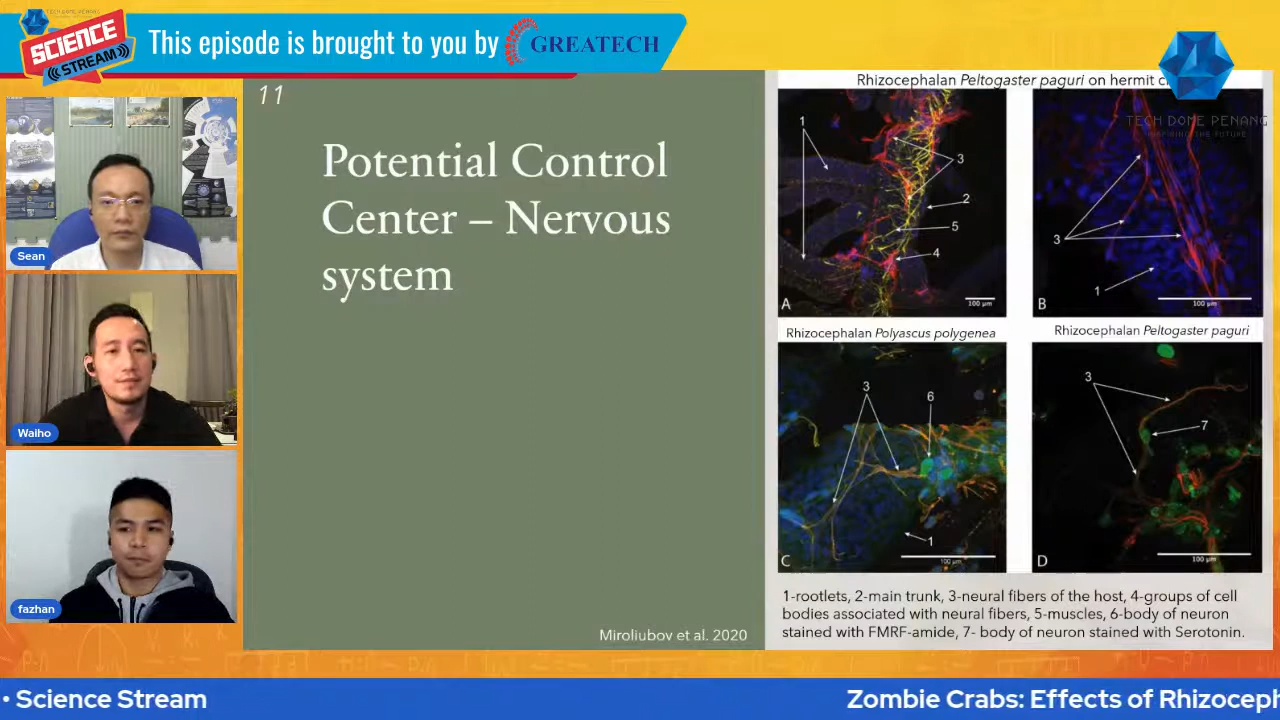 TECH DOME PENANG
SCIENCE
STREAM
This episode is brought to you by
GREATECH
11
Potential Control
Center – Nervous
system
Miroliubov et al. 2020
Rhizocephalan Peltogaster paguri on hermit
TECH DOME PENANG
INSPIRING THE FUTURE
1
3
2
5
4
A
100 µm
3
1
B
100 µm
Rhizocephalan Polyascus polygenea
Rhizocephalan Peltogaster paguri
3
6
1
C
100 µm
3
7
D
100 µm
1-rootlets, 2-main trunk, 3-neural fibers of the host, 4-groups of cell
bodies associated with neural fibers, 5-muscles, 6-body of neuron
stained with FMRF-amide, 7- body of neuron stained with Serotonin.
Sean
Waiho
fazhan
• Science Stream
Zombie Crabs: Effects of Rhizoceph